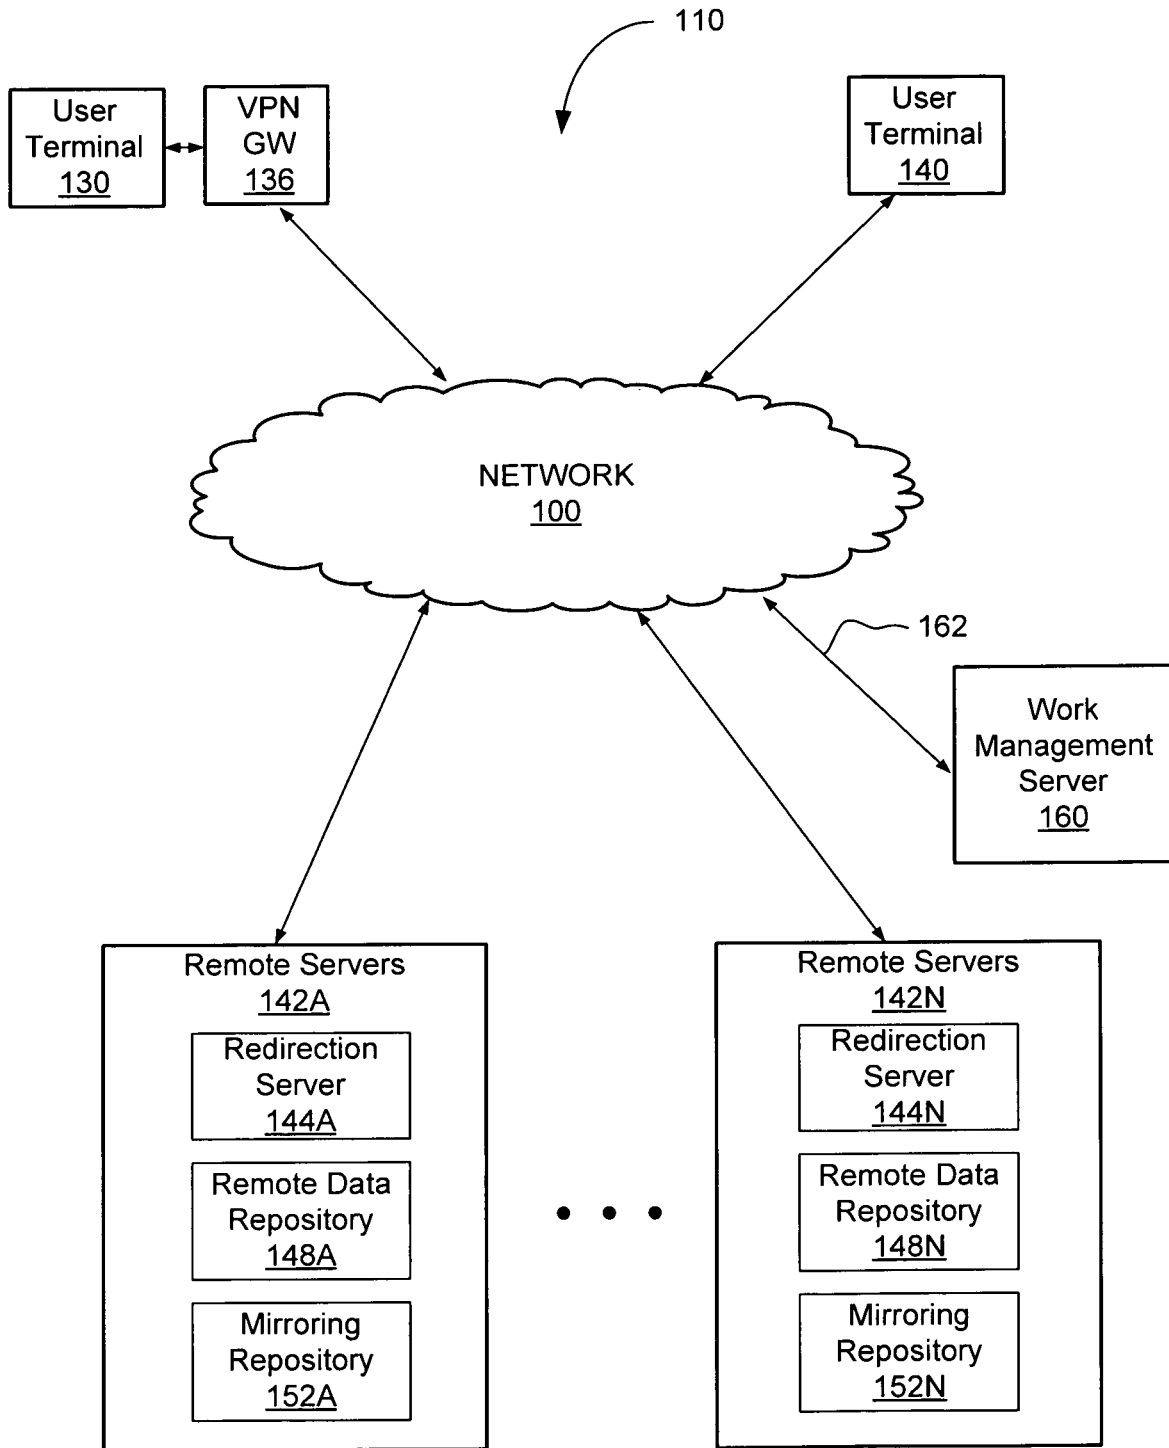 110
User
Terminal
130
VPN
GW
136
User
Terminal
140
NETWORK
100
162
Work
Management
Server
160
Remote Servers
142A
Redirection
Server
144A
Remote Data
Repository
148A
Mirroring
Repository
152A
Remote Servers
142N
Redirection
Server
144N
Remote Data
Repository
148N
Mirroring
Repository
152N